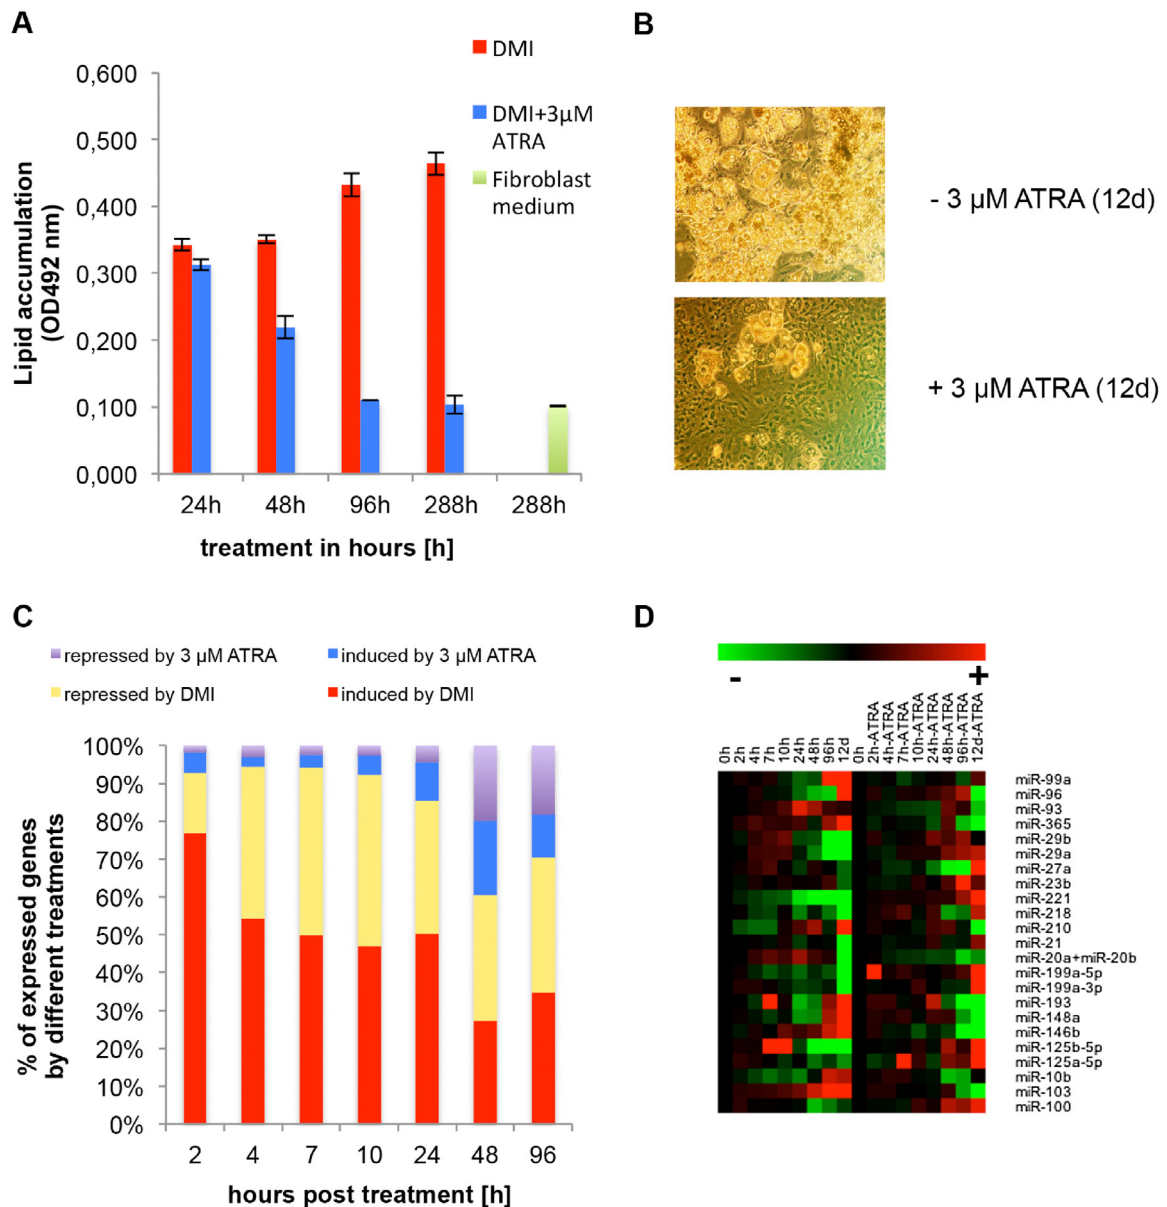 A
DMI
DMI+3µM
ATRA
Fibroblast
medium
Lipid accumulation
(OD492 nm)
0,600
0,500
0,400
0,300
0,200
0,100
0,000
24h 48h 96h 288h 288h
treatment in hours [h]
B
- 3 µM ATRA (12d)
+ 3 µM ATRA (12d)
C
repressed by 3 µM ATRA induced by 3 µM ATRA
repressed by DMI induced by DMI
% of expressed genes
by different treatments
100%
90%
80%
70%
60%
50%
40%
30%
20%
10%
0%
2 4 7 10 24 48 96
hours post treatment [h]
D
- +
0h 2h 4h 7h 10h 24h 48h 96h 12d 0h 2h-ATRA 4h-ATRA 7h-ATRA 10h-ATRA 24h-ATRA 48h-ATRA 96h-ATRA 12d-ATRA
miR-99a
miR-96
miR-93
miR-365
miR-29b
miR-29a
miR-27a
miR-23b
miR-221
miR-218
miR-210
miR-21
miR-20a+miR-20b
miR-199a-5p
miR-199a-3p
miR-193
miR-148a
miR-146b
miR-125b-5p
miR-125a-5p
miR-10b
miR-103
miR-100